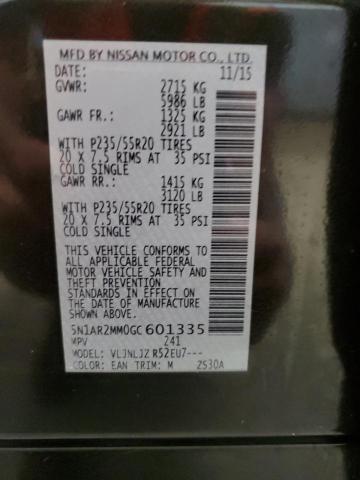 MFD BY NISSAN MOTOR CO., LTD.
DATE: 11/15
GVWR: 2715 KG
5986 LB
GAWR FR.: 1325 KG
2921 LB
WITH P235/55R20 TIRES
20 X 7.5 RIMS AT 35 PSI
COLD SINGLE
GAWR RR.: 1415 KG
3120 LB
WITH P235/55R20 TIRES
20 X 7.5 RIMS AT 35 PSI
COLD SINGLE
THIS VEHICLE CONFORMS TO
ALL APPLICABLE FEDERAL
MOTOR VEHICLE SAFETY AND
THEFT PREVENTION
STANDARDS IN EFFECT ON
THE DATE OF MANUFACTURE
5N1AR2MM0GC601335
MPV Z41
MODEL: VLJNLJZ R52EU7---
COLOR: EAN TRIM: M ZS30A